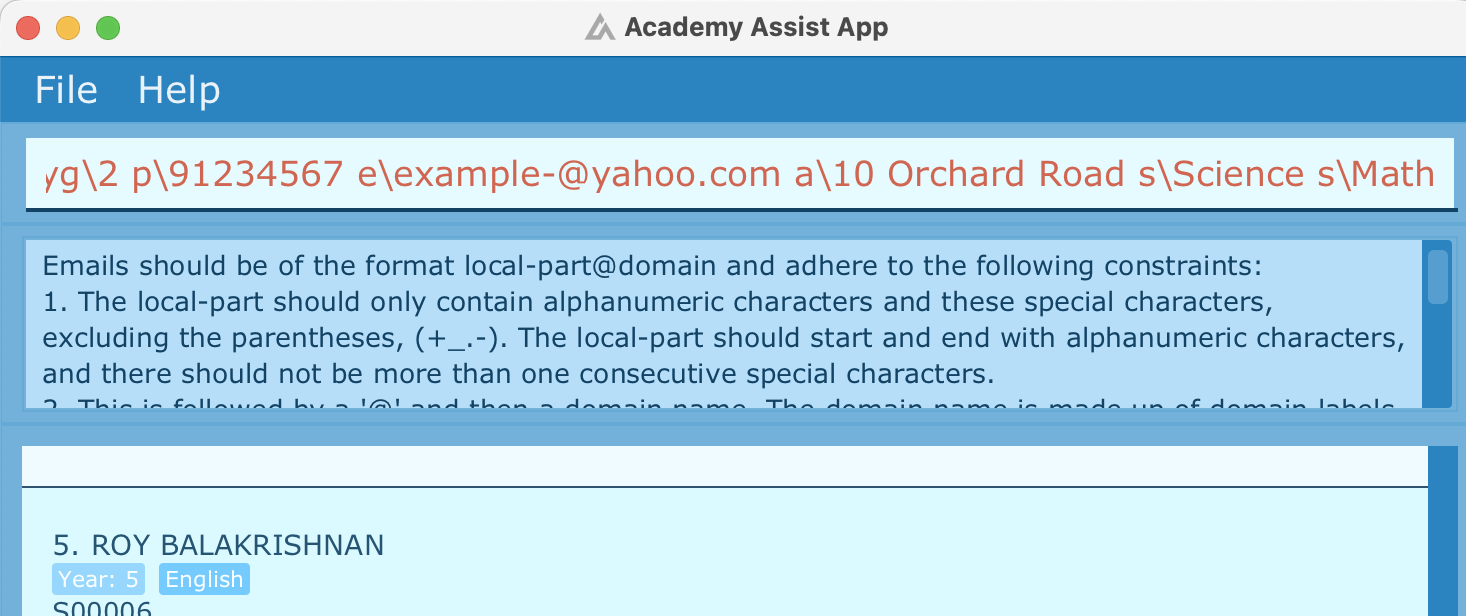 Academy Assist App
File Help
yg\2 p\91234567 e\example-@yahoo.com a\10 Orchard Road s\Science s\Math
Emails should be of the format local-part@domain and adhere to the following constraints:
1. The local-part should only contain alphanumeric characters and these special characters,
excluding the parentheses, (+_.-). The local-part should start and end with alphanumeric characters,
and there should not be more than one consecutive special characters.
2. This is followed by a '@' and then a domain name. The domain name is made up of domain labels
5. ROY BALAKRISHNAN
Year: 5 English
S00006